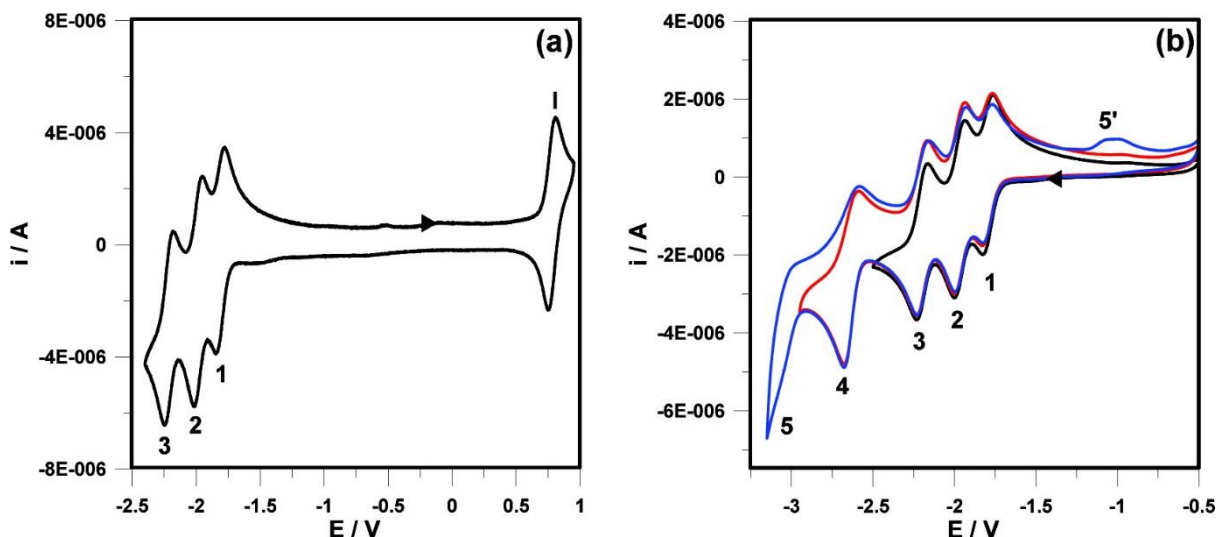 (a)
8E-006
4E-006
0
-4E-006
-8E-006
i / A
I
1
2
3
-2.5 -2 -1.5 -1 -0.5 0 0.5 1
E / V
(b)
4E-006
2E-006
0
-2E-006
-4E-006
-6E-006
i / A
5'
1
2
3
4
5
-3 -2.5 -2 -1.5 -1 -0.5
E / V